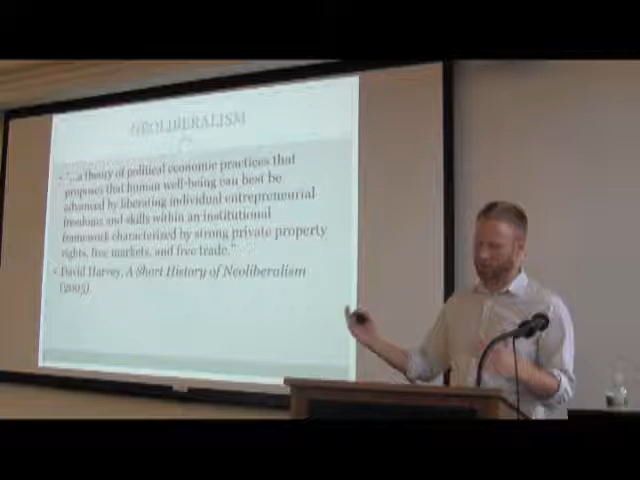 NEOLIBERALISM
• "...a theory of political economic practices that
proposes that human well-being can best be
advanced by liberating individual entrepreneurial
freedoms and skills within an institutional
framework characterized by strong private property
rights, free markets, and free trade."
• David Harvey, A Short History of Neoliberalism
(2005).